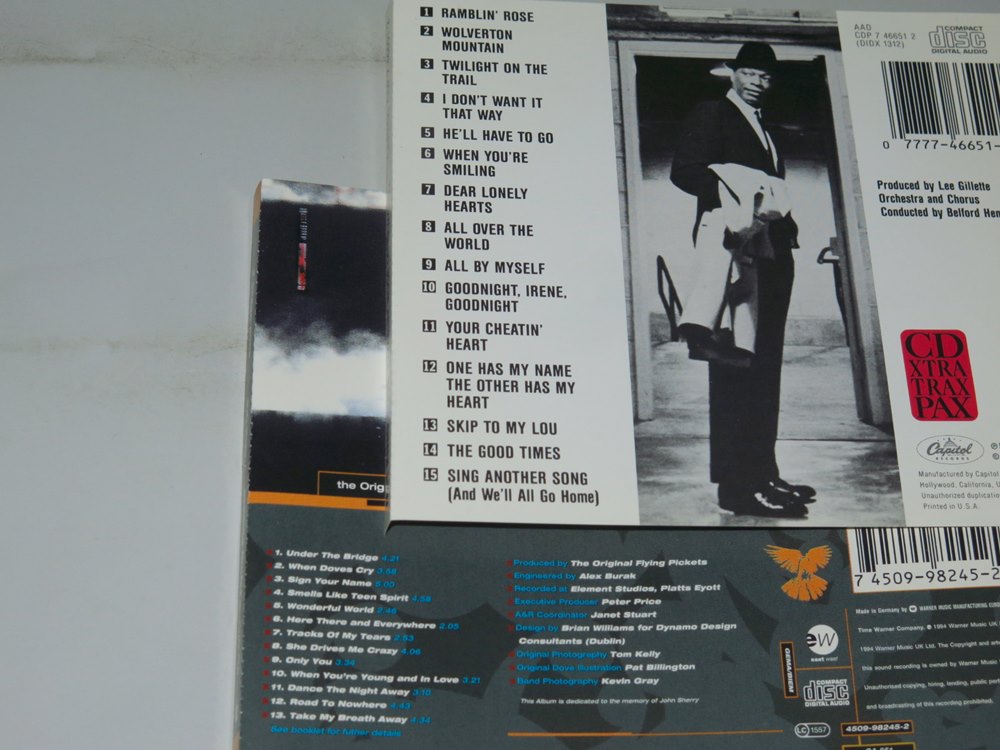 1 RAMBLIN' ROSE
2 WOLVERTON
MOUNTAIN
3 TWILIGHT ON THE
TRAIL
4 I DON'T WANT IT
THAT WAY
5 HE'LL HAVE TO GO
6 WHEN YOU'RE
SMILING
7 DEAR LONELY
HEARTS
8 ALL OVER THE
WORLD
9 ALL BY MYSELF
10 GOODNIGHT, IRENE,
GOODNIGHT
11 YOUR CHEATIN'
HEART
12 ONE HAS MY NAME
THE OTHER HAS MY
HEART
13 SKIP TO MY LOU
14 THE GOOD TIMES
15 SING ANOTHER SONG
(And We'll All Go Home)
AAD
CDP 7 46651 2
(DIDX 1312)
COMPACT
disc
DIGITAL AUDIO
0 7777-46651-
Produced by Lee Gillette
Orchestra and Chorus
Conducted by Belford
CD
XTRA
TRAX
PAX
Capitol
RECORDS
Manufactured by Capitol
Hollywood, California,
Unauthorized
Printed in U.S.A.
the
1. Under The Bridge 4.21
2. When Doves Cry 3.58
3. Sign Your Name 5.00
4. Smells Like Teen Spirit 4.58
5. Wonderful World 2.46
6. Here There and Everywhere 2.05
7. Tracks Of My Tears 2.53
8. She Drives Me Crazy 4.06
9. Only You 3.34
10. When You're Young and In Love 3.21
11. Dance The Night Away 3.10
12. Road To Nowhere 4.43
13. Take My Breath Away 4.34
See booklet for futher details
Produced by The Original Flying Pickets
Engineered by Alex Burak
Recorded at Element Studios, Platts Eyott
Executive Producer Peter Price
A&R Coordinator Janet Stuart
Design by Brian Williams for Dynamo Design
Consultants (Dublin)
Original Photography Tom Kelly
Original Dove Illustration Pat Billington
Band Photography Kevin Gray
This Album is dedicated to the memory of John Sherry
7 4509-98245-2
Made in Germany by WARNER MUSIC MANUFACTURING
Time Warner Company. ® 1994 Warner Music UK
1994 Warner Music UK Ltd. The Copyright
this sound recording is owned by Warner Music
Unauthorised copying, hiring, lending, public
and broadcasting of this recording prohibited.
ew
east west
GEMA/BIEM
COMPACT
disc
DIGITAL AUDIO
LC 1557
4509-98245-2